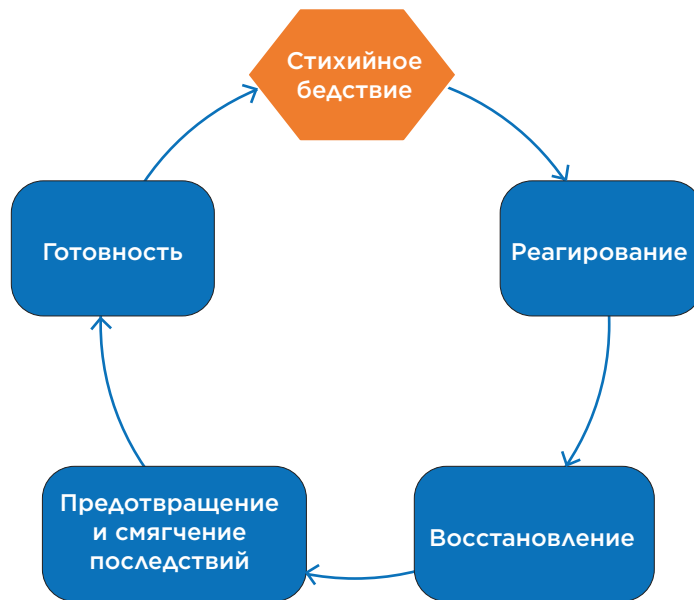 Стихийное
бедствие
Готовность
Реагирование
Предотвращение
и смягчение
последствий
Восстановление